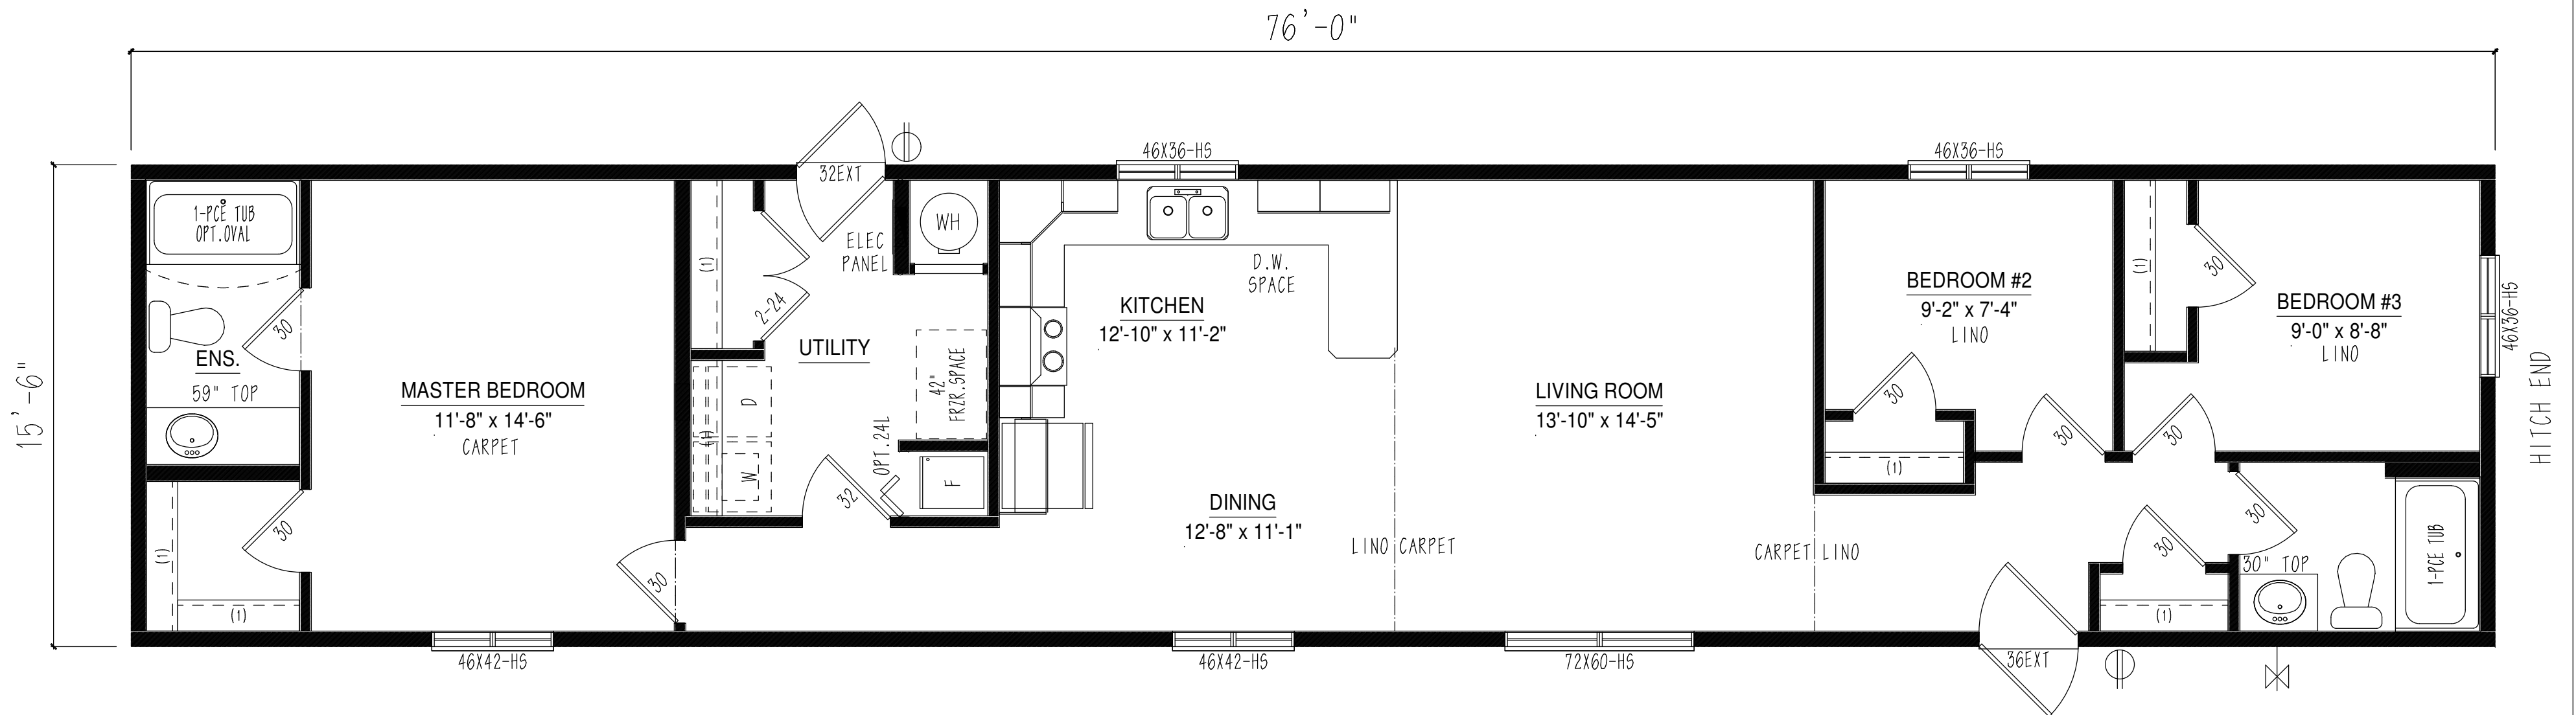 76'-0"
15'-6"
HITCH END
32EXT
46X36-HS
46X36-HS
46X36-HS
1-PCE TUB
OPT.OVAL
30
ENS.
59" TOP
30
(1)
(1)
MASTER BEDROOM
11'-8" x 14'-6"
CARPET
30
46X42-HS
(1)
2-24
ELEC
PANEL
WH
UTILITY
42"
FRZR.SPACE
D
(1)
W
OPT.24L
32
F
KITCHEN
12'-10" x 11'-2"
D.W.
SPACE
DINING
12'-8" x 11'-1"
LINO
CARPET
46X42-HS
LIVING ROOM
13'-10" x 14'-5"
CARPET
LINO
72X60-HS
BEDROOM #2
9'-2" x 7'-4"
LINO
30
(1)
30
(1)
30
BEDROOM #3
9'-0" x 8'-8"
LINO
30
30
30
(1)
30" TOP
1-PCE TUB
36EXT